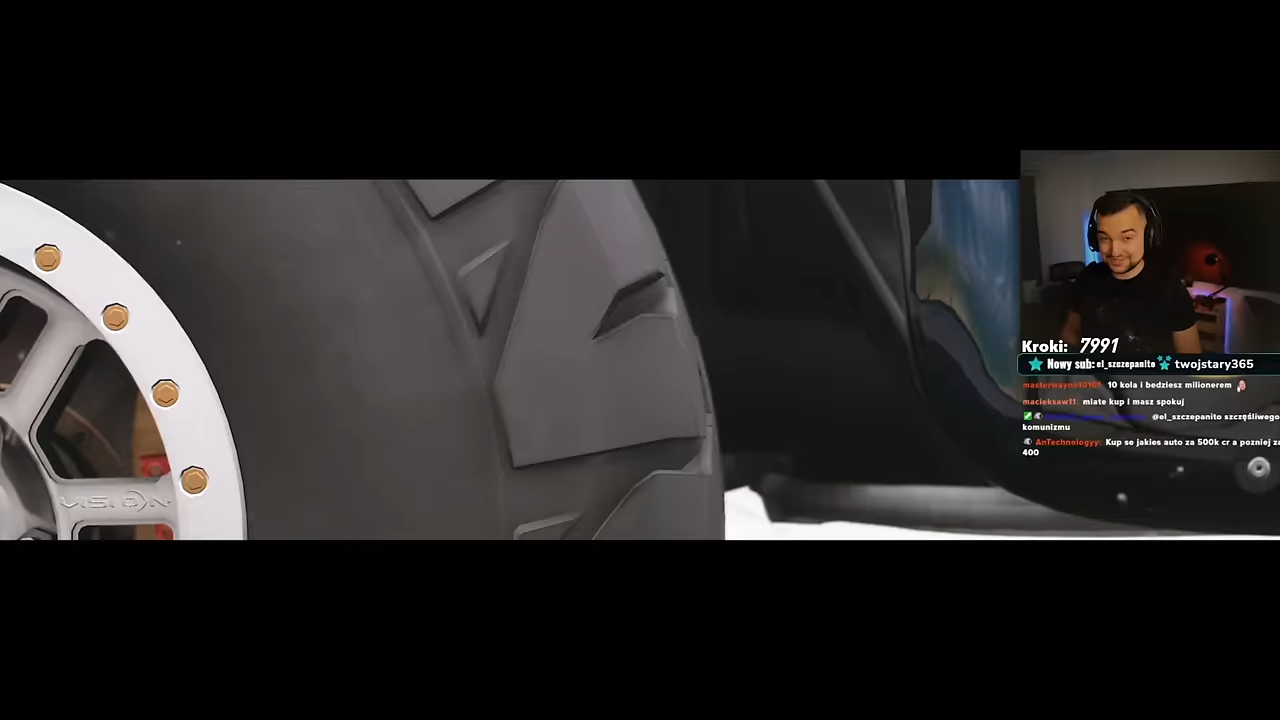 VISION
Kroki: 7991
Nowy sub: el_szczepanito twojstary365
masterwayne10101 10 kola i bedziesz milionerem
macieksaw11 miate kup i masz spokuj
@el_szczepanito szczęśliwego
komunizmu
AnTechnologyy: Kup se jakies auto za 500k cr a pozniej za
400